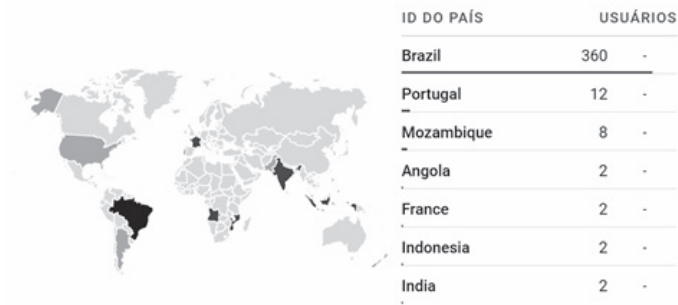 ID DO PAÍS USUÁRIOS
Brazil 360 -
Portugal 12 -
Mozambique 8 -
Angola 2 -
France 2 -
Indonesia 2 -
India 2 -